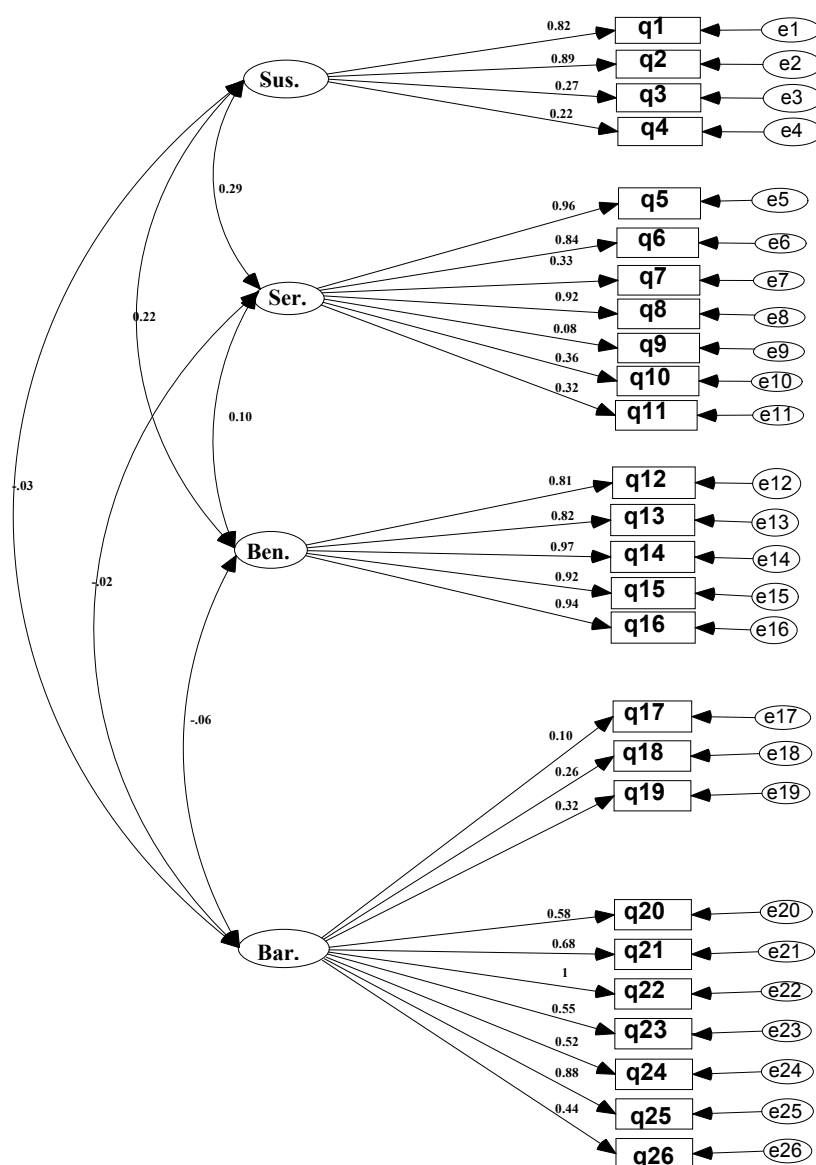 0.82 q1 e1
0.89 q2 e2
Sus.
0.27 q3 e3
0.22 q4 e4
0.29
0.96 q5 e5
0.84 q6 e6
0.33 q7 e7
Ser.
0.92 q8 e8
0.22
0.08 q9 e9
0.36 q10 e10
0.32 q11 e11
0.10
-.03
0.81 q12 e12
0.82 q13 e13
Ben.
0.97 q14 e14
-.02
0.92 q15 e15
0.94 q16 e16
-.06
0.10 q17 e17
0.26 q18 e18
0.32 q19 e19
0.58 q20 e20
Bar.
0.68 q21 e21
1 q22 e22
0.55 q23 e23
0.52 q24 e24
0.88 q25 e25
0.44 q26 e26